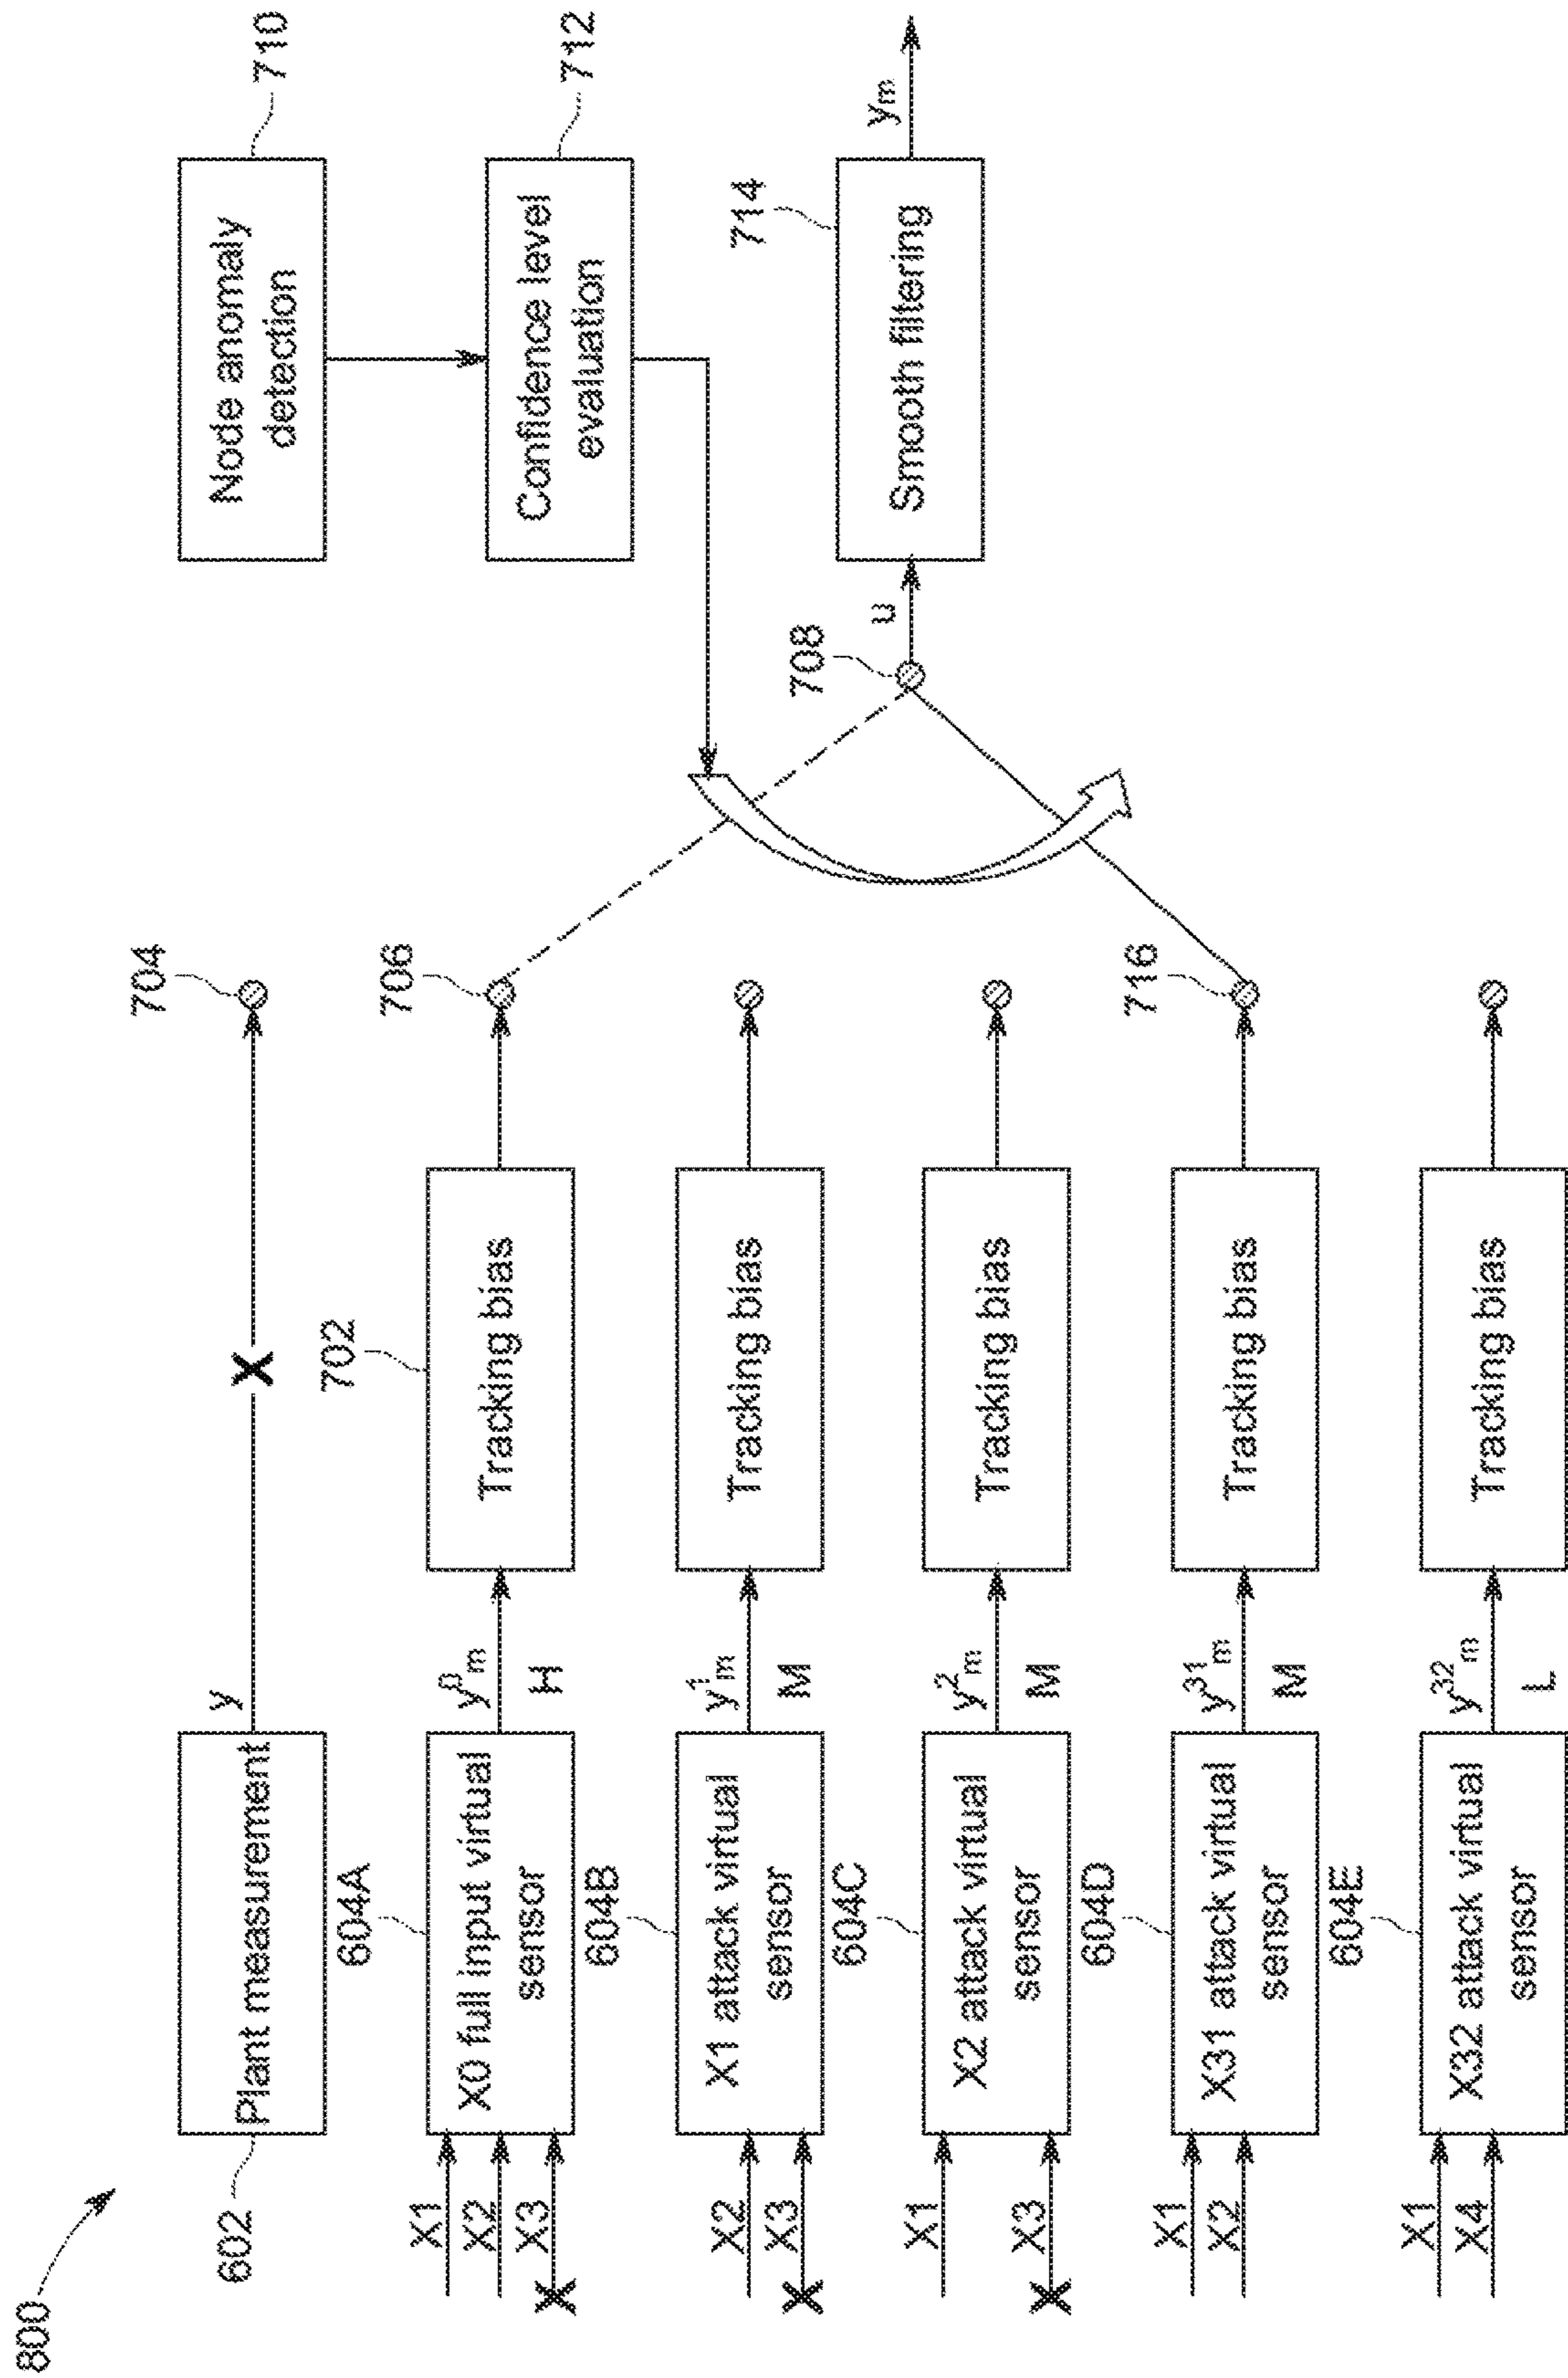 800
602
Plant measurement
y
X
704
X1
X2
X3
X
604A
X0 full input virtual
sensor
y⁰m
H
702
Tracking bias
706
X2
X3
X
604B
X1 attack virtual
sensor
y¹m
M
Tracking bias
X1
X3
X
604C
X2 attack virtual
sensor
y²m
M
Tracking bias
X1
X2
604D
X31 attack virtual
sensor
y³¹m
M
Tracking bias
716
X1
X4
604E
X32 attack virtual
sensor
y³²m
L
Tracking bias
710
Node anomaly
detection
712
Confidence level
evaluation
708
u
714
Smooth filtering
ym